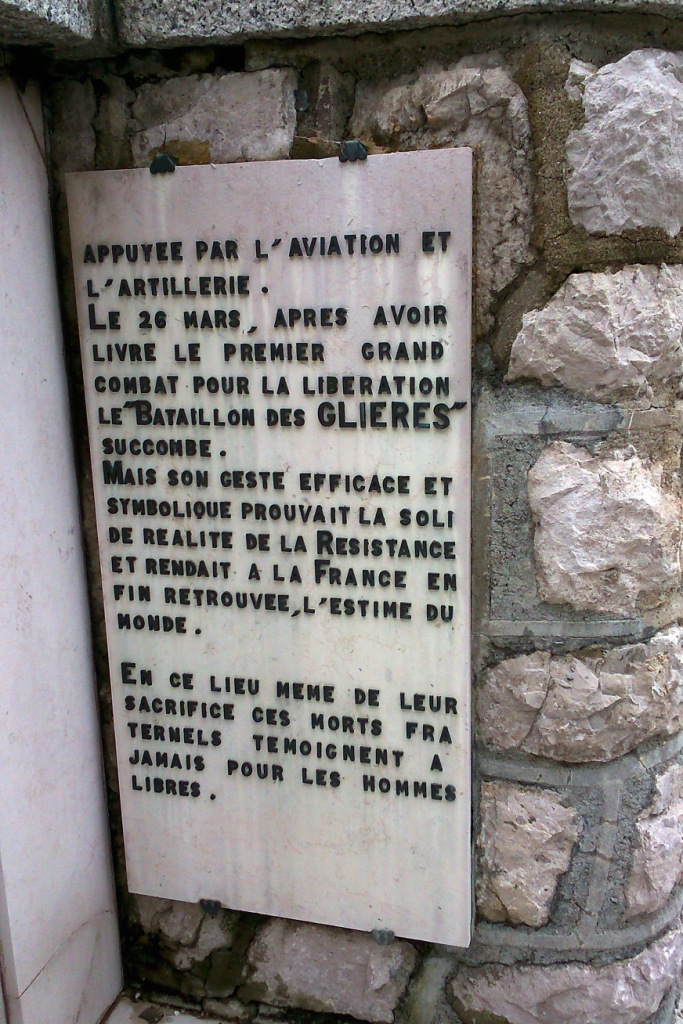 APPUYEE PAR L'AVIATION ET
L'ARTILLERIE.
LE 26 MARS, APRES AVOIR
LIVRE LE PREMIER GRAND
COMBAT POUR LA LIBERATION
LE "BATAILLON DES GLIERES"
SUCCOMBE.
MAIS SON GESTE EFFICACE ET
SYMBOLIQUE PROUVAIT LA SOLI
DE REALITE DE LA RESISTANCE
ET RENDAIT A LA FRANCE EN
FIN RETROUVEE, L'ESTIME DU
MONDE.
EN CE LIEU MEME DE LEUR
SACRIFICE CES MORTS FRA
TERNELS TEMOIGNENT A
JAMAIS POUR LES HOMMES
LIBRES.